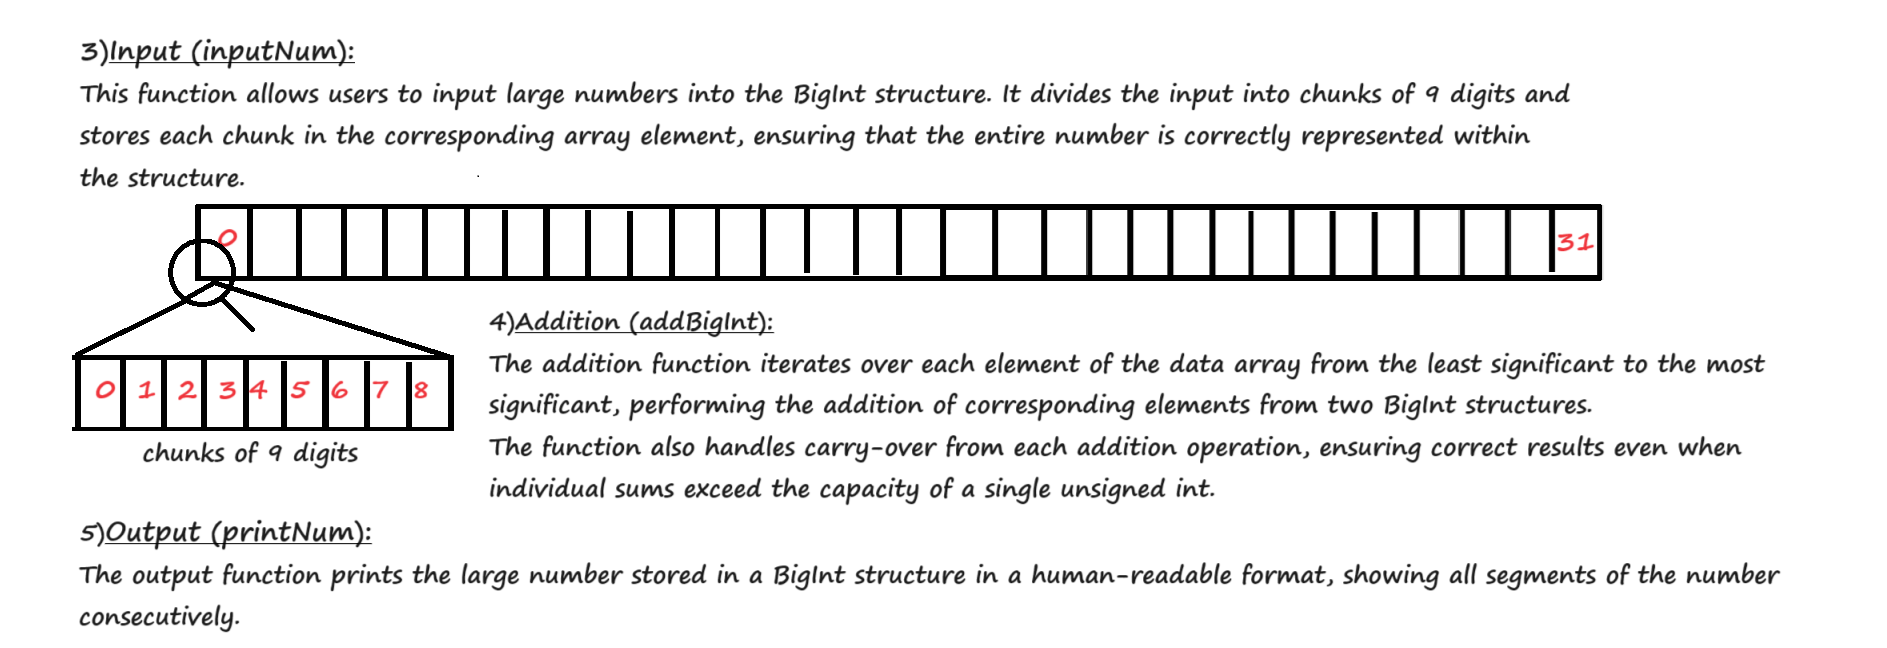 3)Input (inputNum):
This function allows users to input large numbers into the BigInt structure. It divides the input into chunks of 9 digits and
stores each chunk in the corresponding array element, ensuring that the entire number is correctly represented within
the structure.
0 31
0 1 2 3 4 5 6 7 8
chunks of 9 digits
4)Addition (addBigInt):
The addition function iterates over each element of the data array from the least significant to the most
significant, performing the addition of corresponding elements from two BigInt structures.
The function also handles carry-over from each addition operation, ensuring correct results even when
individual sums exceed the capacity of a single unsigned int.
5)Output (printNum):
The output function prints the large number stored in a BigInt structure in a human-readable format, showing all segments of the number
consecutively.